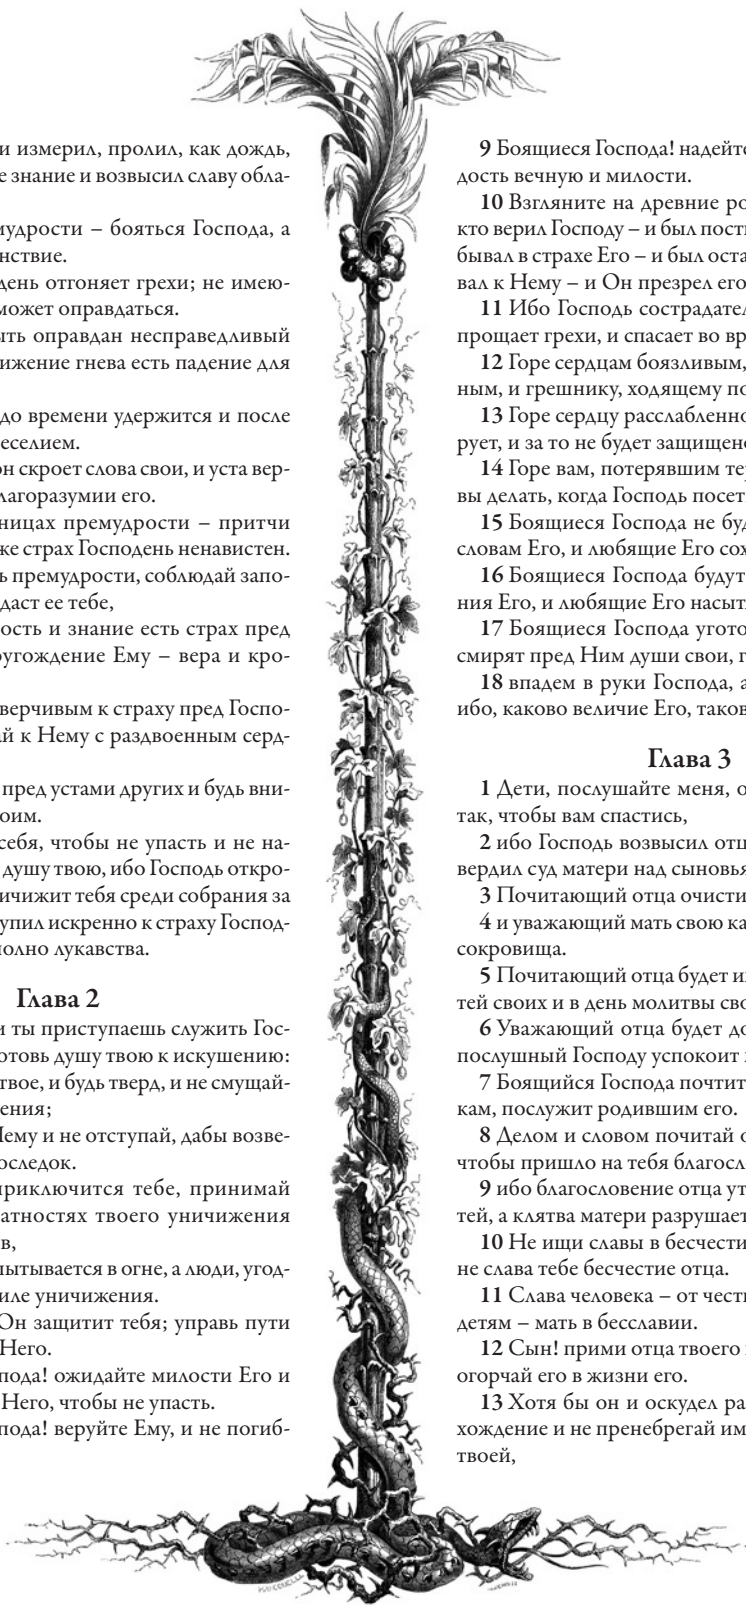 и измерил, пролил, как дождь,
е знание и возвысил славу обла-
мудрости – бояться Господа, а
нствие.
день отгоняет грехи; не имею-
может оправдаться.
ыть оправдан несправедливый
ижение гнева есть падение для
до времени удержится и после
еселием.
он скроет слова свои, и уста вер-
лагоразумии его.
ницах премудрости – притчи
же страх Господень ненавистен.
ь премудрости, соблюдай запо-
даст ее тебе,
ость и знание есть страх пред
ругождение Ему – вера и кро-
верчивым к страху пред Госпо-
ай к Нему с раздвоенным серд-
пред устами других и будь вни-
оим.
себя, чтобы не упасть и не на-
душу твою, ибо Господь откро-
ичижит тебя среди собрания за
упил искренно к страху Господ-
олно лукавства.
Глава 2
и ты приступаешь служить Гос-
отовь душу твою к искушению:
твое, и будь тверд, и не смущай-
ения;
Нему и не отступай, дабы возве-
оследок.
приключится тебе, принимай
атностях твоего уничижения
в,
пытывается в огне, а люди, угод-
иле уничижения.
Он защитит тебя; управь пути
Него.
пода! ожидайте милости Его и
Него, чтобы не упасть.
пода! веруйте Ему, и не погиб-
9 Боящиеся Господа! надейте
дость вечную и милости.
10 Взгляните на древние ро
кто верил Господу – и был пости
бывал в страхе Его – и был оста
вал к Нему – и Он презрел его
11 Ибо Господь сострадател
прощает грехи, и спасает во вр
12 Горе сердцам боязливым,
ным, и грешнику, ходящему по
13 Горе сердцу расслабленно
рует, и за то не будет защищено
14 Горе вам, потерявшим тер
вы делать, когда Господь посет
15 Боящиеся Господа не буд
словам Его, и любящие Его сох
16 Боящиеся Господа будут
ния Его, и любящие Его насыт
17 Боящиеся Господа угото
смирят пред Ним души свои, г
18 впадем в руки Господа, а
ибо, каково величие Его, таков
Глава 3
1 Дети, послушайте меня, о
так, чтобы вам спастись,
2 ибо Господь возвысил отц
вердил суд матери над сыновья
3 Почитающий отца очисти
4 и уважающий мать свою ка
сокровища.
5 Почитающий отца будет и
тей своих и в день молитвы сво
6 Уважающий отца будет до
послушный Господу успокоит
7 Боящийся Господа почтит
кам, послужит родившим его.
8 Делом и словом почитай о
чтобы пришло на тебя благосл
9 ибо благословение отца ут
тей, а клятва матери разрушает
10 Не ищи славы в бесчести
не слава тебе бесчестие отца.
11 Слава человека – от чест
детям – мать в бесславии.
12 Сын! прими отца твоего
огорчай его в жизни его.
13 Хотя бы он и оскудел ра
хождение и не пренебрегай им
твоей,